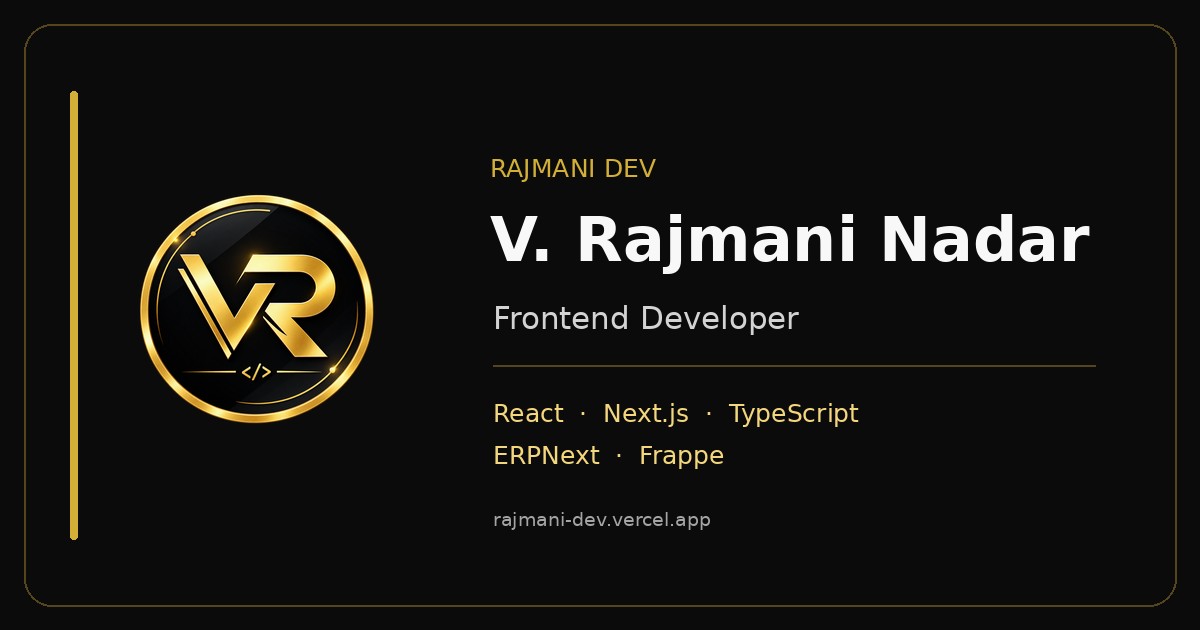 VR
</>
RAJMANI DEV
V. Rajmani Nadar
Frontend Developer
React · Next.js · TypeScript
ERPNext · Frappe
rajmani-dev.vercel.app